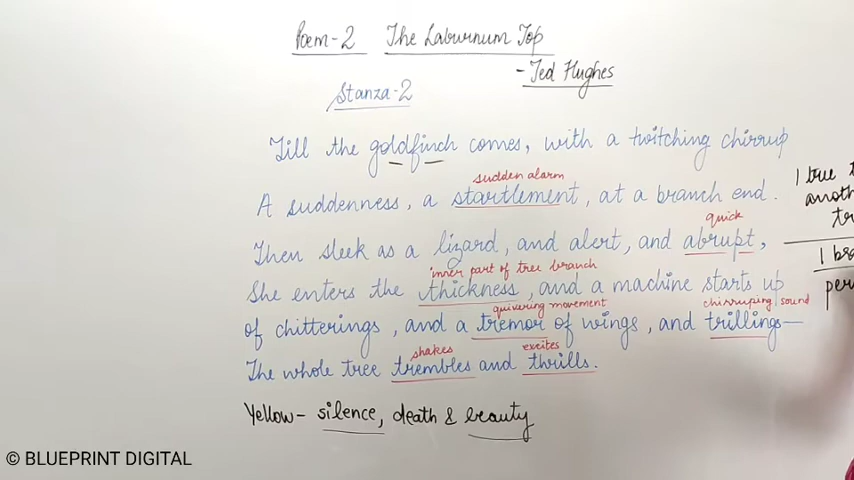 Poem-2 The Laburnum Top
- Ted Hughes
Stanza-2
Till the goldfinch comes, with a twitching chirrup
sudden alarm
A suddenness, a startlement, at a branch end.
quick
Then sleek as a lizard, and alert, and abrupt,
inner part of tree branch
She enters the thickness, and a machine starts up
quivering movement chirruping sound
of chitterings, and a tremor of wings, and trillings—
shakes excites
The whole tree trembles and thrills.
Yellow- silence, death & beauty
1 tree
1
© BLUEPRINT DIGITAL